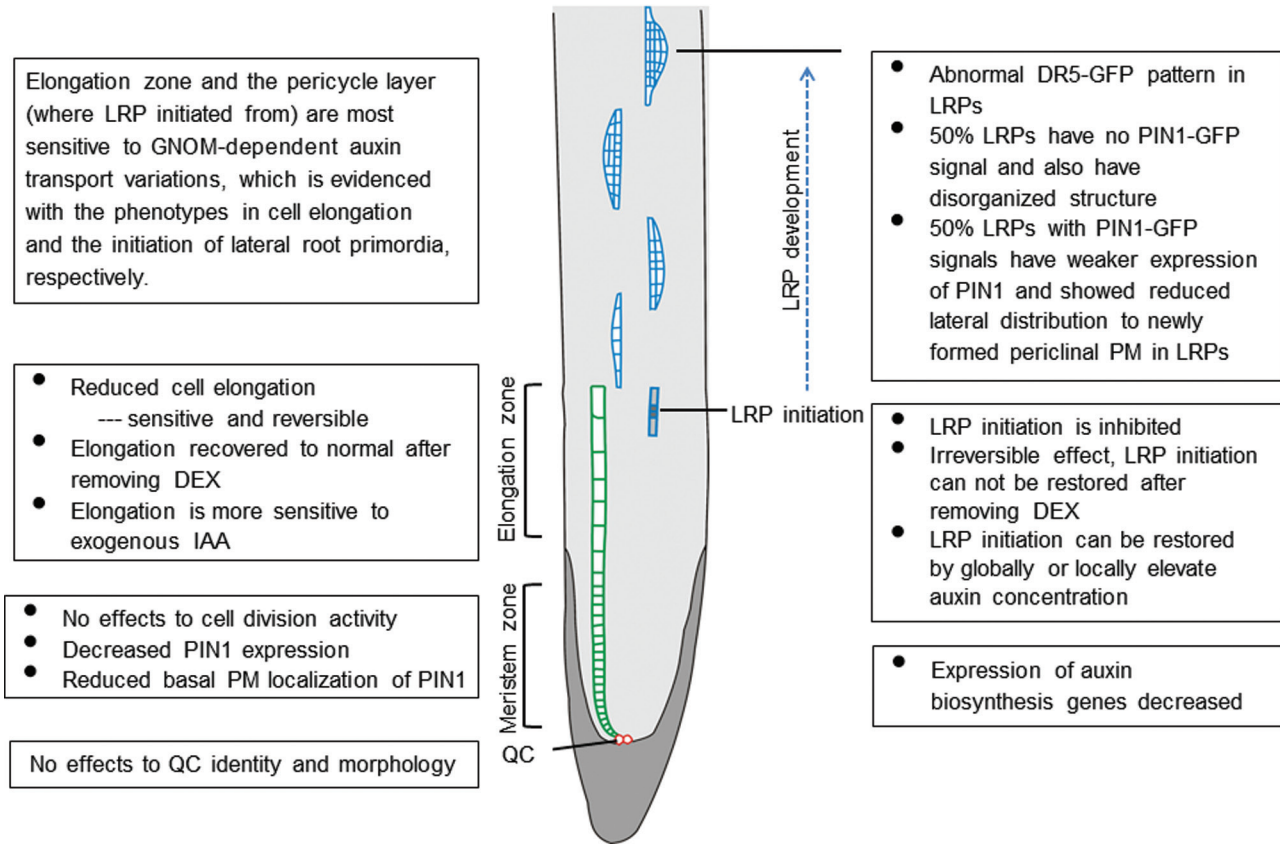 Elongation zone and the pericycle layer
(where LRP initiated from) are most
sensitive to GNOM-dependent auxin
transport variations, which is evidenced
with the phenotypes in cell elongation
and the initiation of lateral root primordia,
respectively.
● Reduced cell elongation
--- sensitive and reversible
● Elongation recovered to normal after
removing DEX
● Elongation is more sensitive to
exogenous IAA
● No effects to cell division activity
● Decreased PIN1 expression
● Reduced basal PM localization of PIN1
No effects to QC identity and morphology
Elongation zone
Meristem zone
QC
LRP development
LRP initiation
● Abnormal DR5-GFP pattern in
LRPs
● 50% LRPs have no PIN1-GFP
signal and also have
disorganized structure
● 50% LRPs with PIN1-GFP
signals have weaker expression
of PIN1 and showed reduced
lateral distribution to newly
formed periclinal PM in LRPs
● LRP initiation is inhibited
● Irreversible effect, LRP initiation
can not be restored after
removing DEX
● LRP initiation can be restored
by globally or locally elevate
auxin concentration
● Expression of auxin
biosynthesis genes decreased